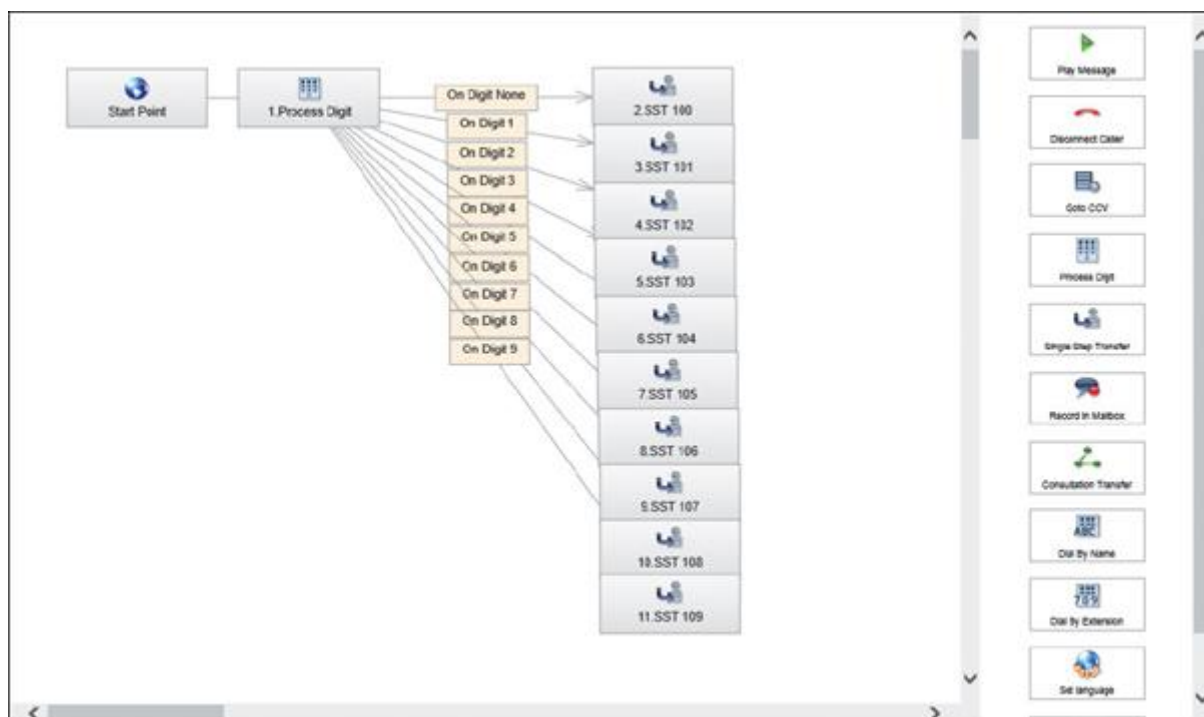 Start Point
1.Process Digit
On Digit None
On Digit 1
On Digit 2
On Digit 3
On Digit 4
On Digit 5
On Digit 6
On Digit 7
On Digit 8
On Digit 9
2.SST 100
3.SST 101
4.SST 102
5.SST 103
6.SST 104
7.SST 105
8.SST 106
9.SST 107
10.SST 108
11.SST 109
Play Message
Disconnect Caller
Goto CCV
Process Digit
Single Step Transfer
Record In Mailbox
Consultation Transfer
ABC
Dial By Name
709
Dial by Extension
Set language